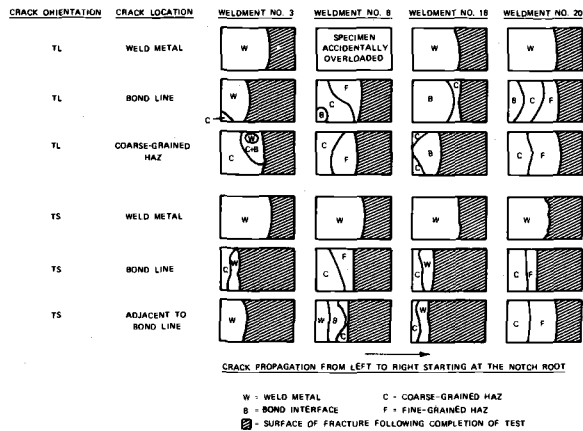 CRACK ORIENTATION CRACK LOCATION WELDMENT NO. 3 WELDMENT NO. 8 WELDMENT NO. 18 WELDMENT NO. 20
TL WELD METAL W SPECIMEN ACCIDENTALLY OVERLOADED W W
TL BOND LINE W C B C F B C B C F
TL COARSE-GRAINED HAZ W C+B C C F C B C C F
TS WELD METAL W W W W
TS BOND LINE C W C F C W C F
TS ADJACENT TO BOND LINE W W B C C W C F
CRACK PROPAGATION FROM LEFT TO RIGHT STARTING AT THE NOTCH ROOT
W = WELD METAL C - COARSE-GRAINED HAZ
B = BOND INTERFACE F - FINE-GRAINED HAZ
- SURFACE OF FRACTURE FOLLOWING COMPLETION OF TEST